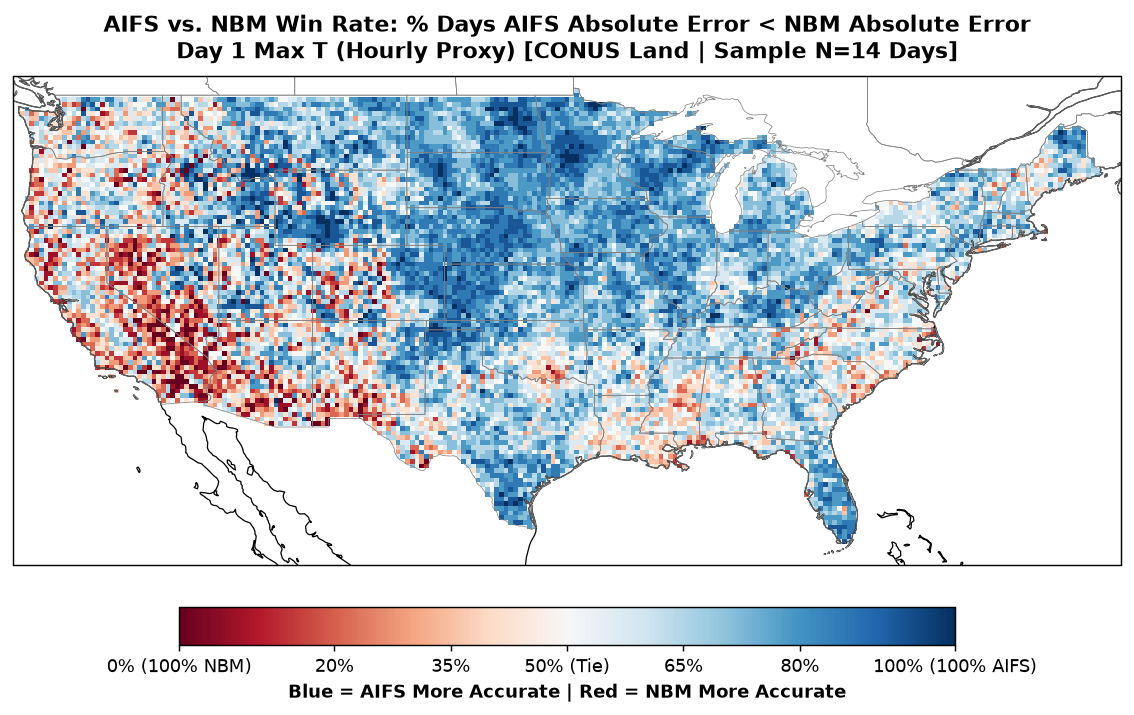 AIFS vs. NBM Win Rate: % Days AIFS Absolute Error < NBM Absolute Error
Day 1 Max T (Hourly Proxy) [CONUS Land | Sample N=14 Days]
0% (100% NBM) 20% 35% 50% (Tie) 65% 80% 100% (100% AIFS)
Blue = AIFS More Accurate | Red = NBM More Accurate